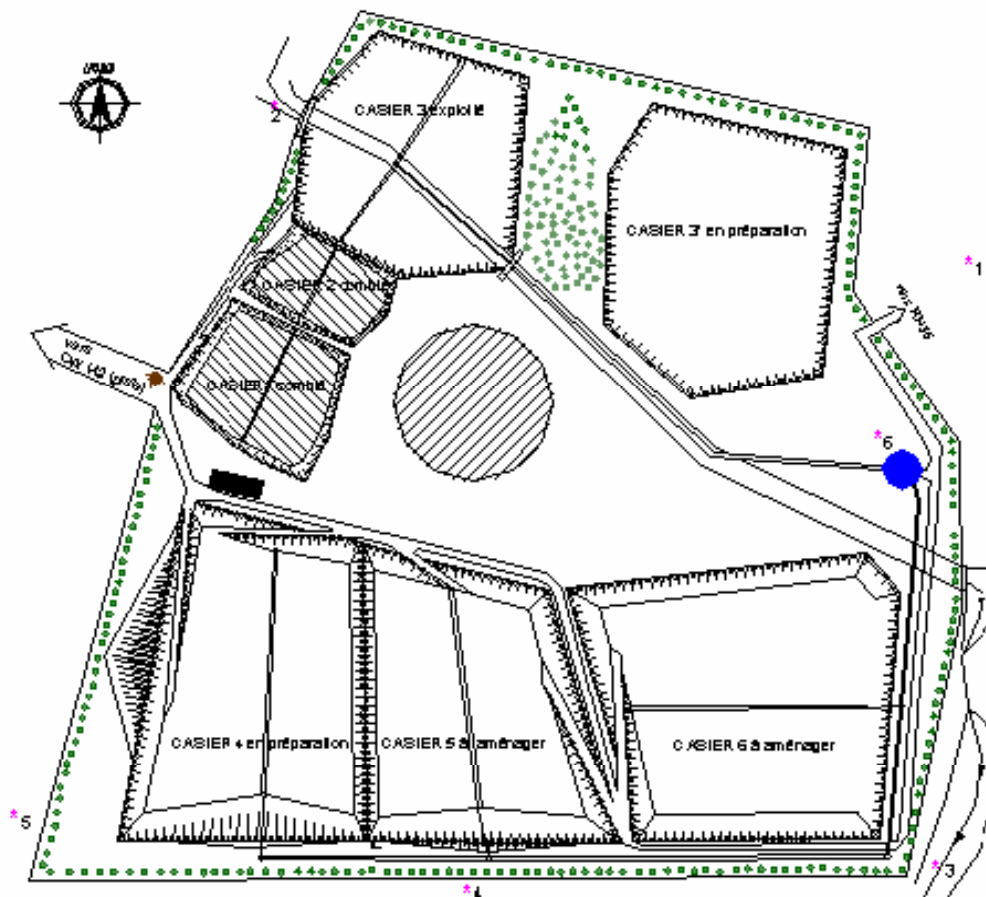 2
CASIER 3 exploité
CASIER 3' en préparation
1
CASIER 2 comblé
vers
CASIER 1 comblé
6
CASIER 4 en préparation
CASIER 5 à aménager
CASIER 6 à aménager
5
3
4